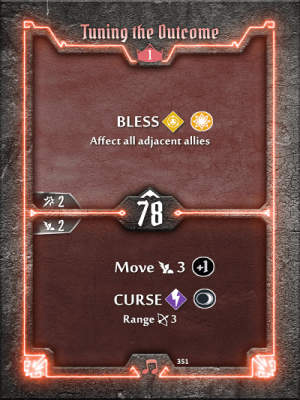 Tuning the Outcome
1
BLESS
Affect all adjacent allies
2
78
2
Move 3 +1
CURSE
Range 3
351